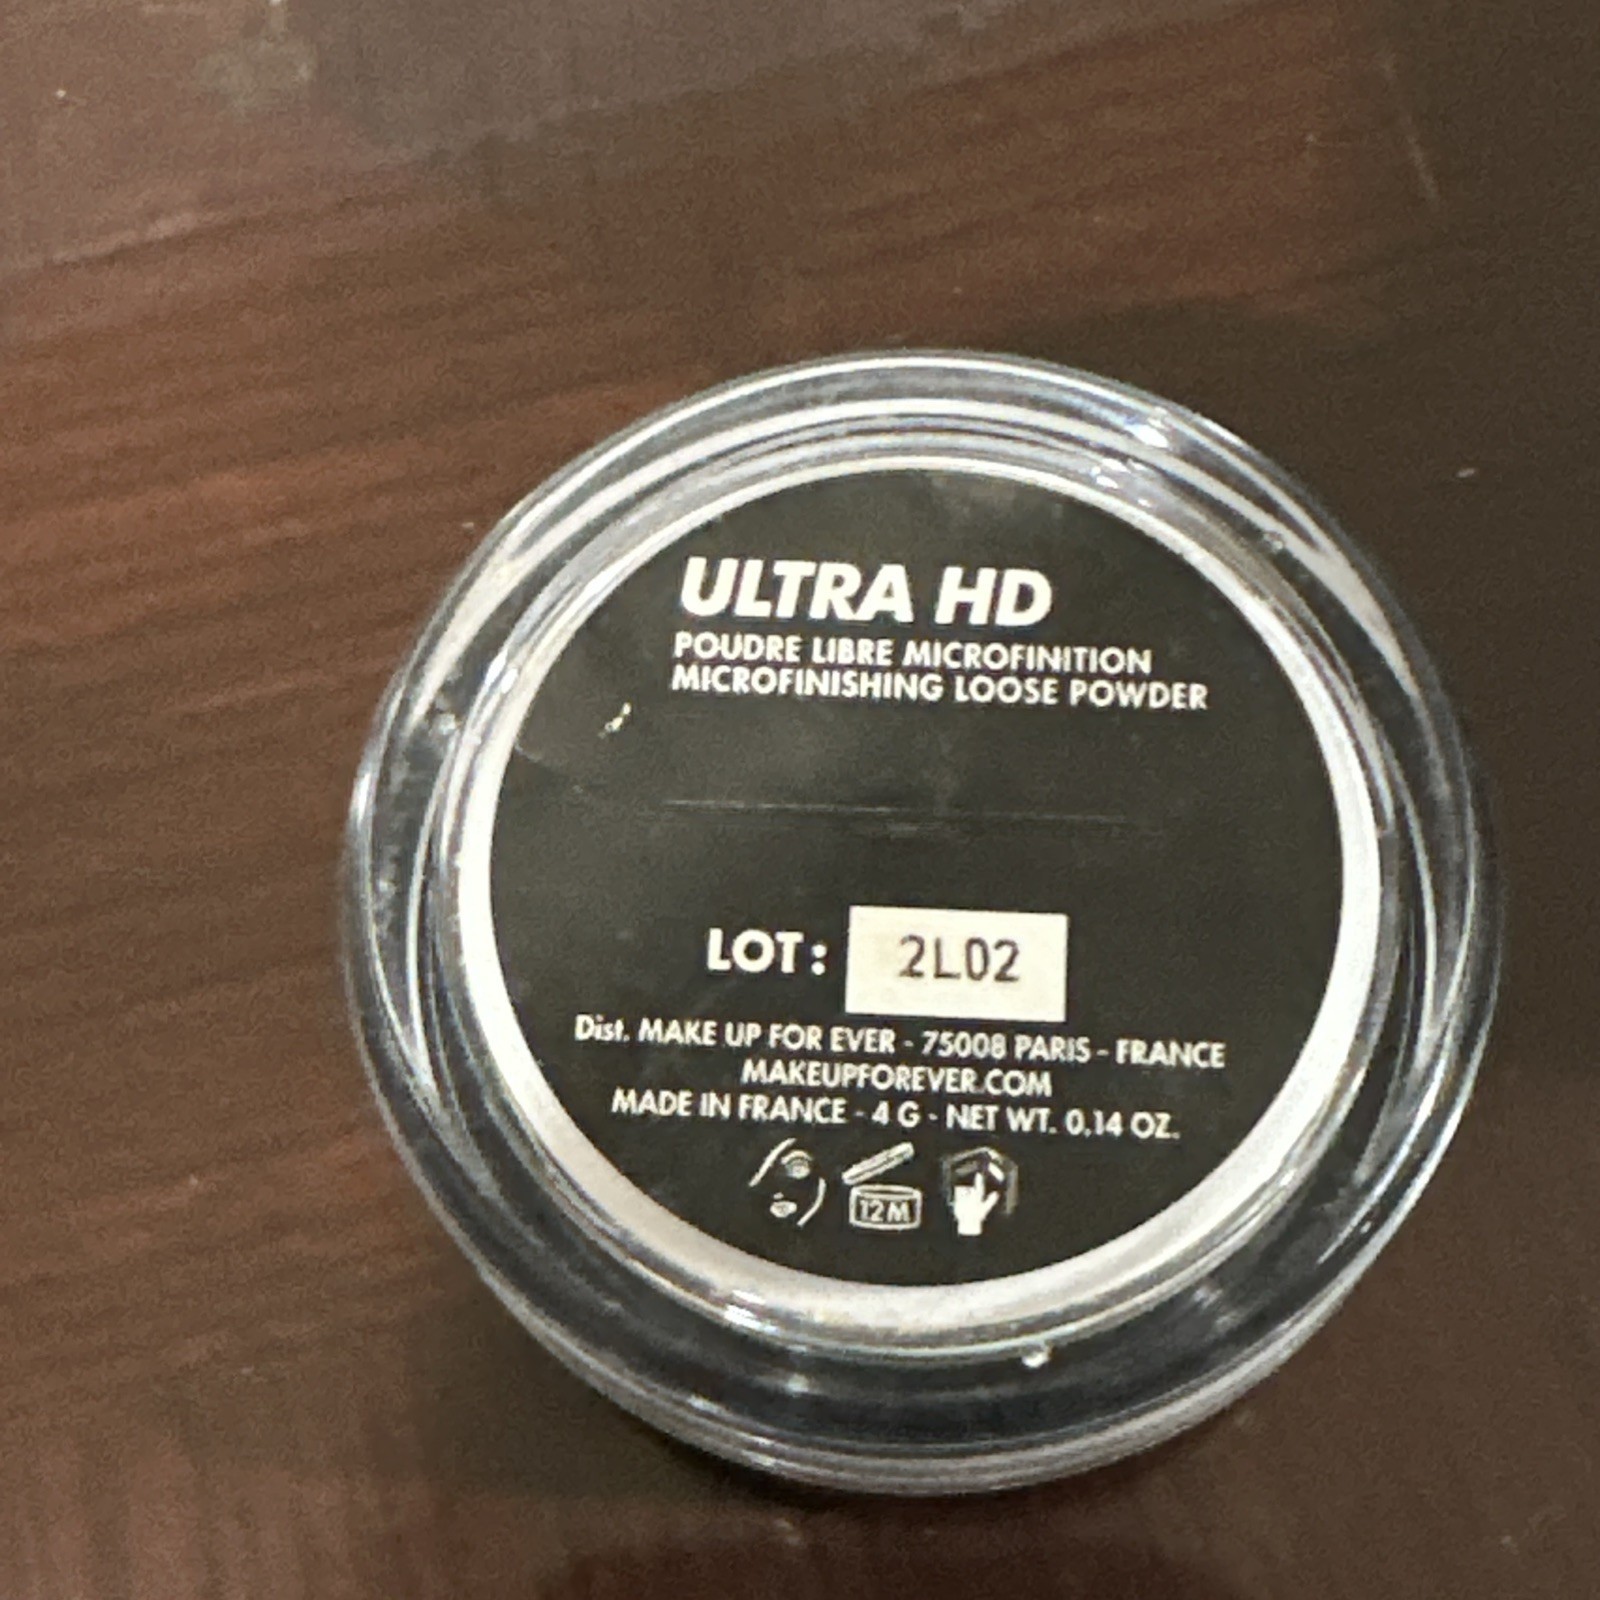 ULTRA HD
POUDRE LIBRE MICROFINITION
MICROFINISHING LOOSE POWDER
LOT : 2L02
Dist. MAKE UP FOR EVER - 75008 PARIS - FRANCE
MAKEUPFOREVER.COM
MADE IN FRANCE - 4 G - NET WT. 0.14 OZ.
12M